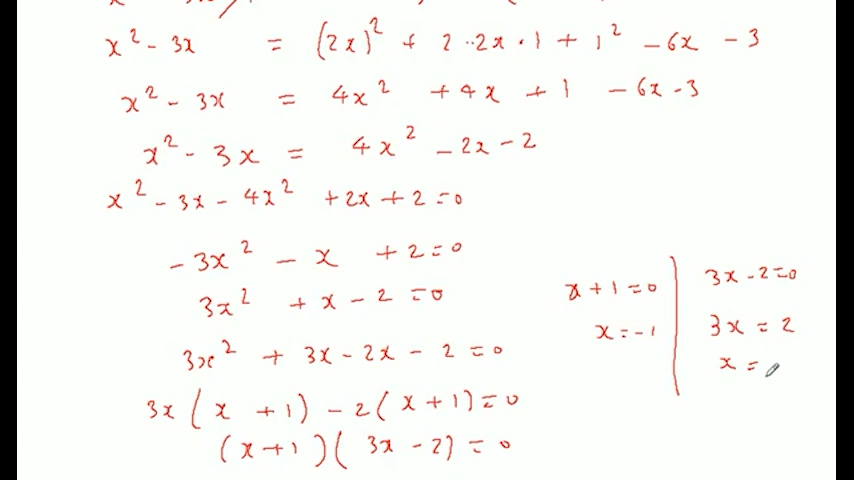 x² - 3x = (2x)² + 2·2x·1 + 1² - 6x - 3
x² - 3x = 4x² + 4x + 1 - 6x - 3
x² - 3x = 4x² - 2x - 2
x² - 3x - 4x² + 2x + 2 = 0
-3x² - x + 2 = 0
3x² + x - 2 = 0
3x² + 3x - 2x - 2 = 0
3x(x + 1) - 2(x + 1) = 0
(x + 1)(3x - 2) = 0
x + 1 = 0
x = -1
3x - 2 = 0
3x = 2
x =